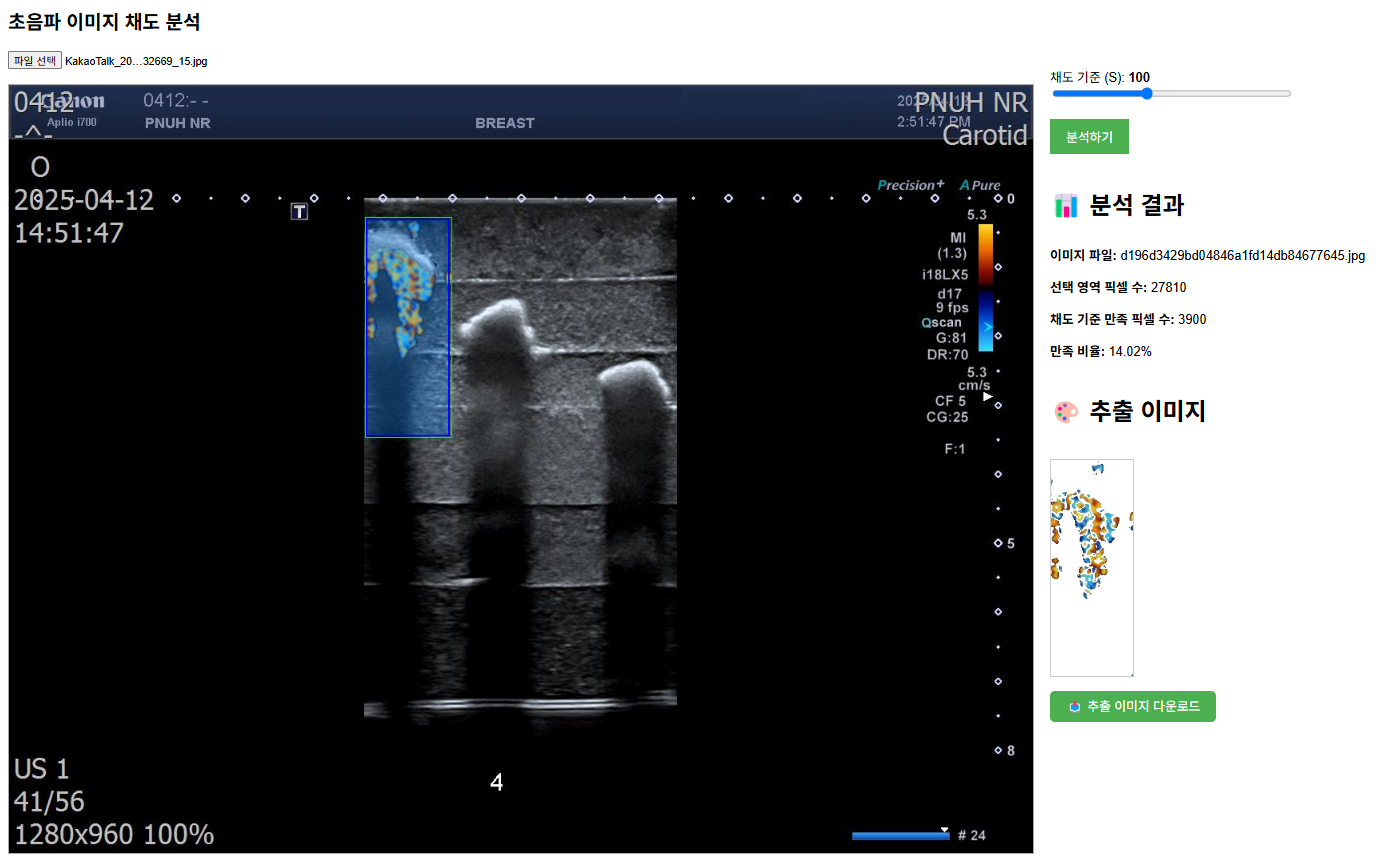 초음파 이미지 채도 분석
파일 선택 KakaoTalk_20...32669_15.jpg
0412
Canon
0412:- -
PNUH NR
-^-
Aplio i700
PNUH NR
BREAST
2:51:47 PM
Carotid
O
Precision+ A Pure
2025-04-12
T
0
14:51:47
5.3
MI
(1.3)
i18LX5
d17
9 fps
Qscan
G:81
DR:70
5.3
cm/s
CF 5
CG:25
F:1
5
8
US 1
4
41/56
1280x960 100%
# 24
채도 기준 (S): 100
분석하기
분석 결과
이미지 파일: d196d3429bd04846a1fd14db84677645.jpg
선택 영역 픽셀 수: 27810
채도 기준 만족 픽셀 수: 3900
만족 비율: 14.02%
추출 이미지
추출 이미지 다운로드